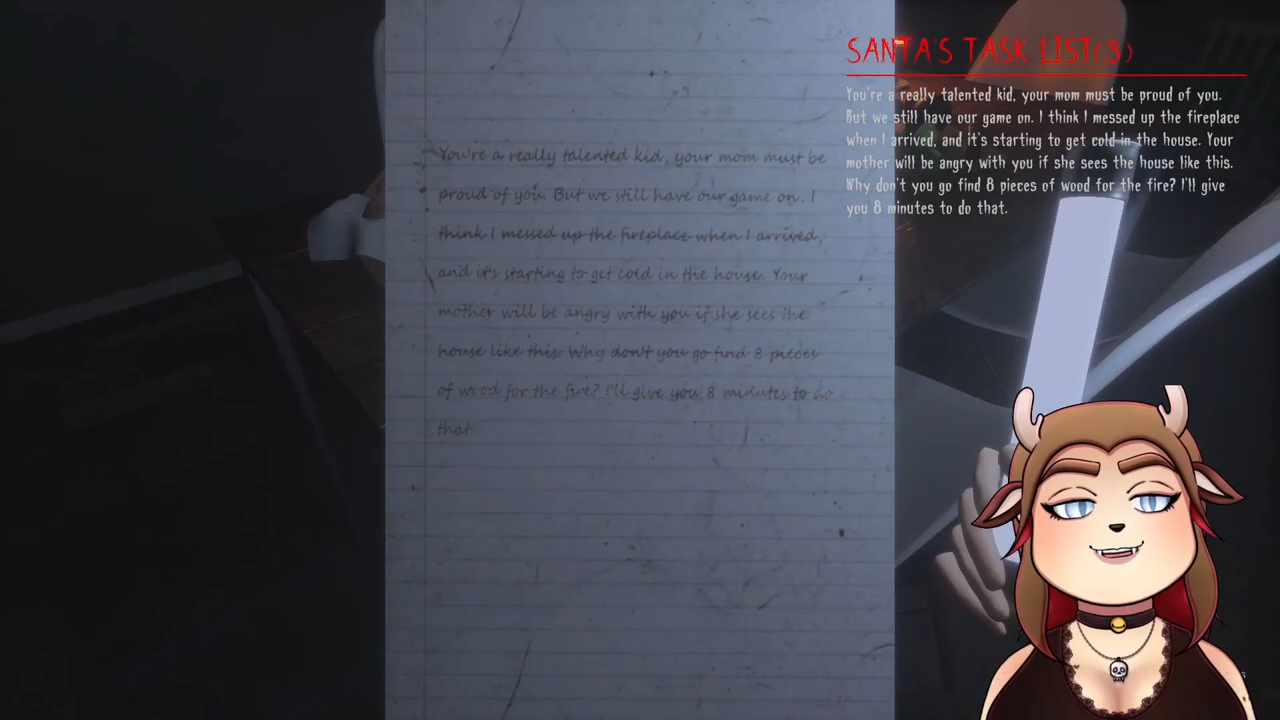 SANTA'S TASK LIST(3)
You're a really talented kid, your mom must be proud of you.
But we still have our game on. I think I messed up the fireplace
when I arrived, and it's starting to get cold in the house. Your
mother will be angry with you if she sees the house like this.
Why don't you go find 8 pieces of wood for the fire? I'll give
you 8 minutes to do that.
You're a really talented kid, your mom must be
proud of you. But we still have our game on. I
think I messed up the fireplace when I arrived,
and it's starting to get cold in the house. Your
mother will be angry with you if she sees the
house like this. Why don't you go find 8 pieces
of wood for the fire? I'll give you 8 minutes to do
that.